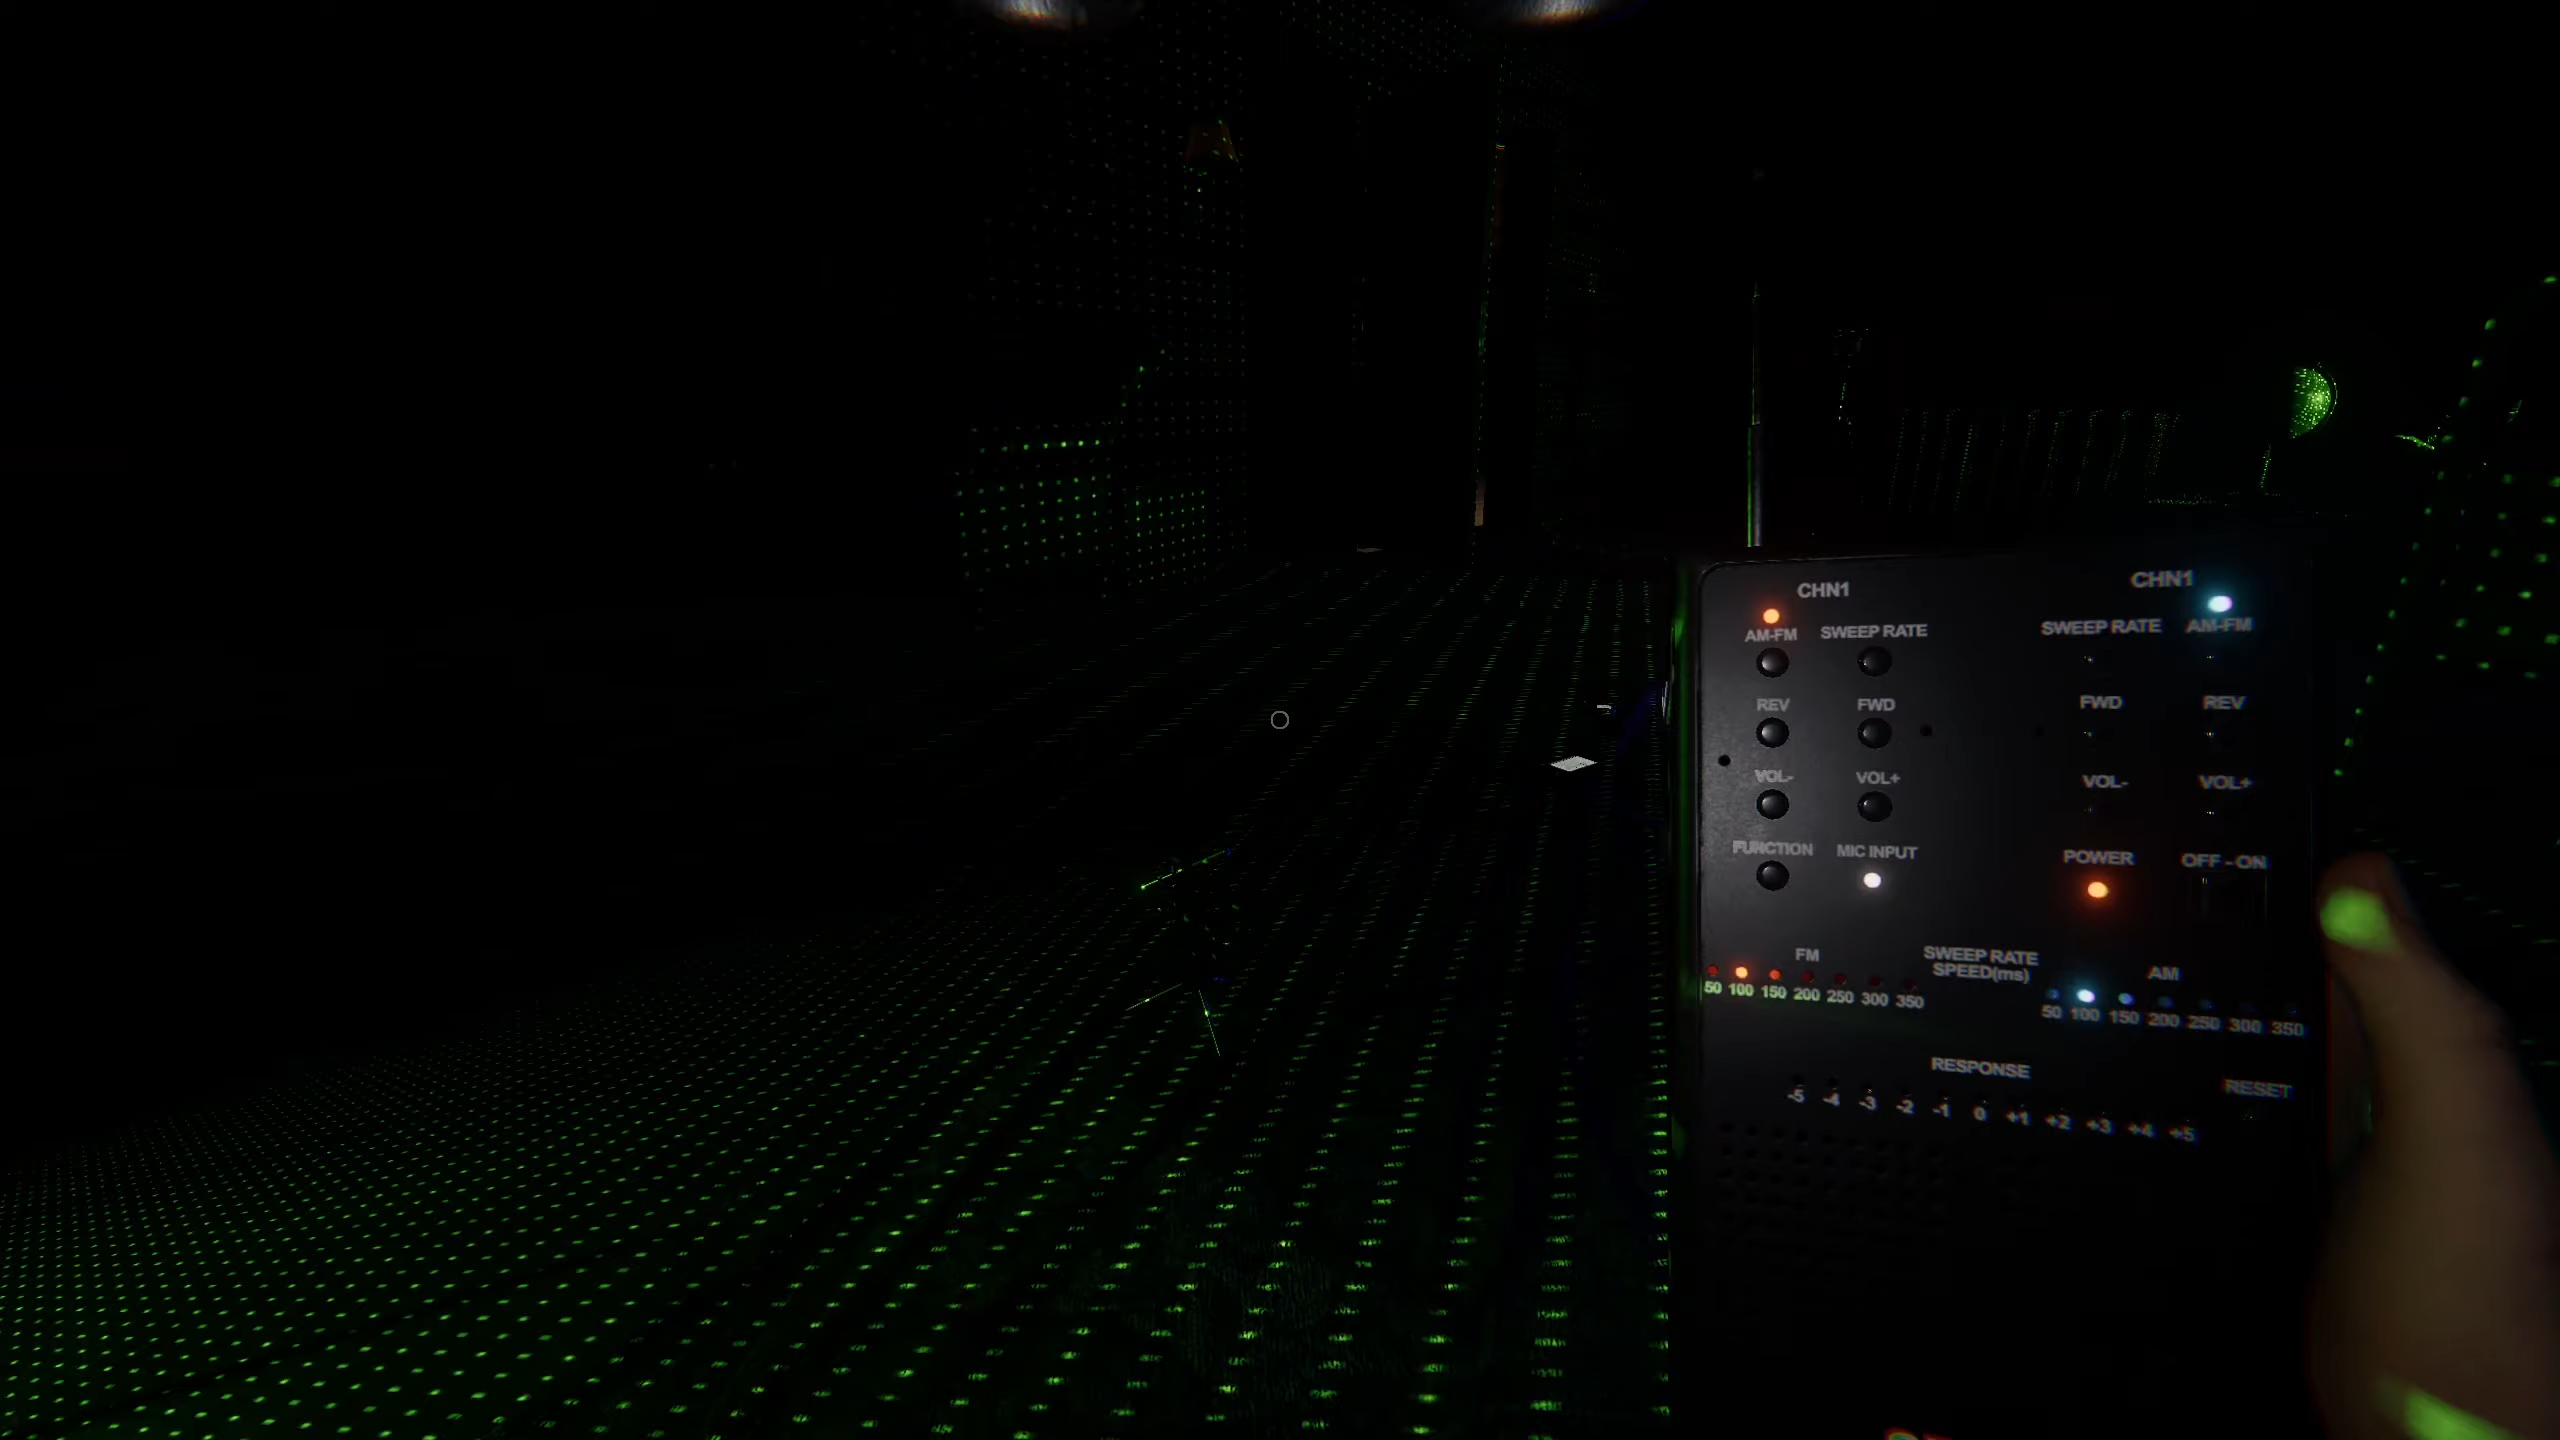 CHN1 CHN1
AM-FM SWEEP RATE SWEEP RATE AM-FM
REV FWD FWD REV
VOL- VOL+ VOL- VOL+
FUNCTION MIC INPUT POWER OFF - ON
FM SWEEP RATE AM
SPEED(ms)
50 100 150 200 250 300 350 50 100 150 200 250 300 350
RESPONSE RESET
-5 -4 -3 -2 -1 0 +1 +2 +3 +4 +5